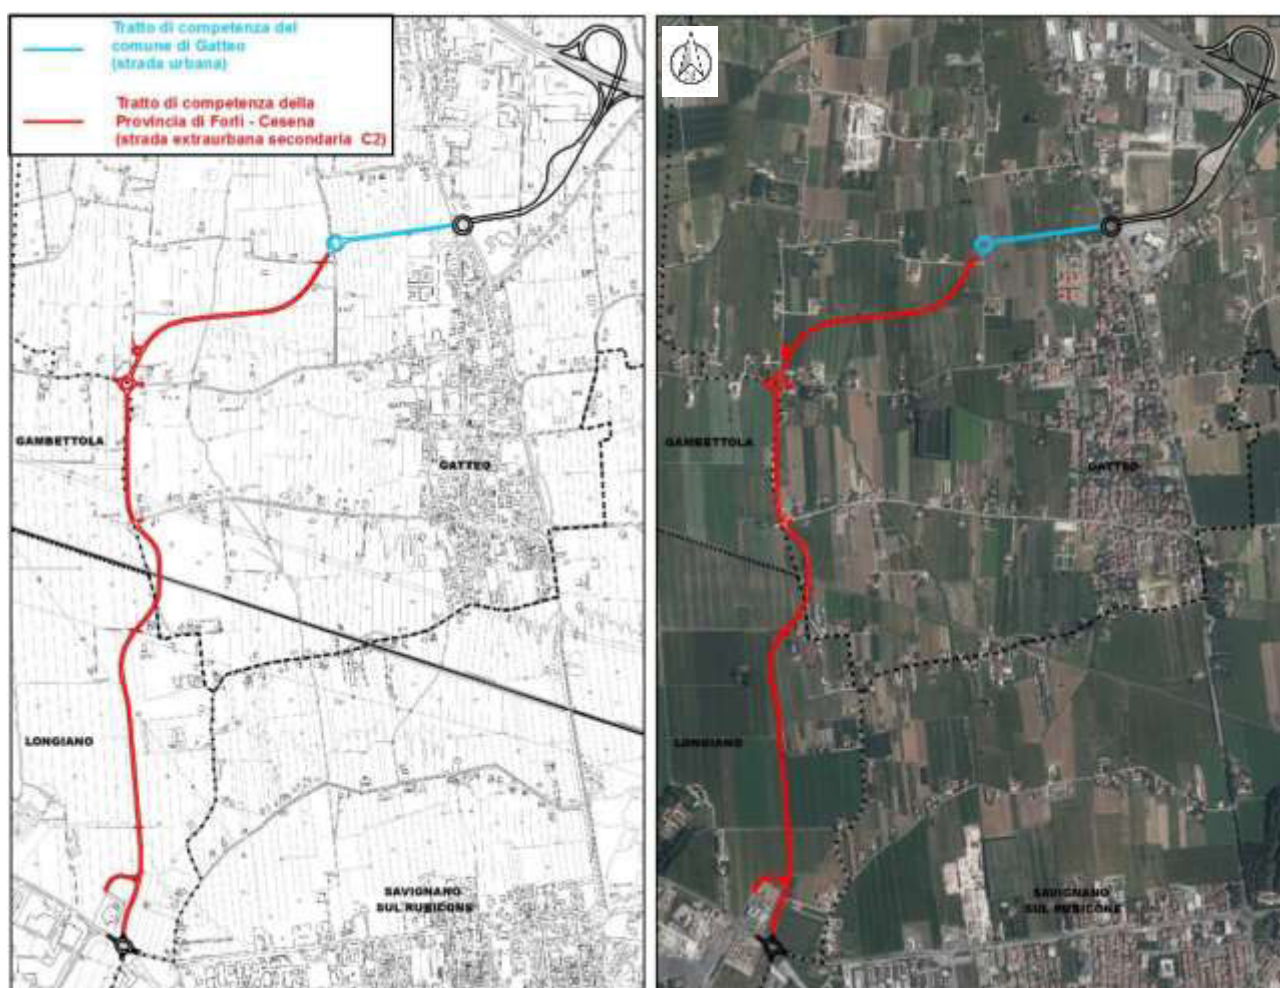 Tratto di competenza del
comune di Gatteo
(strada urbana)
Tratto di competenza della
Provincia di Forlì - Cesena
(strada extraurbana secondaria C2)
GAMBETTOLA
GATTEO
LONGIANO
SAVIGNANO
SUL RUBICONE
GAMBETTOLA
GATTEO
LONGIANO
SAVIGNANO
SUL RUBICONE